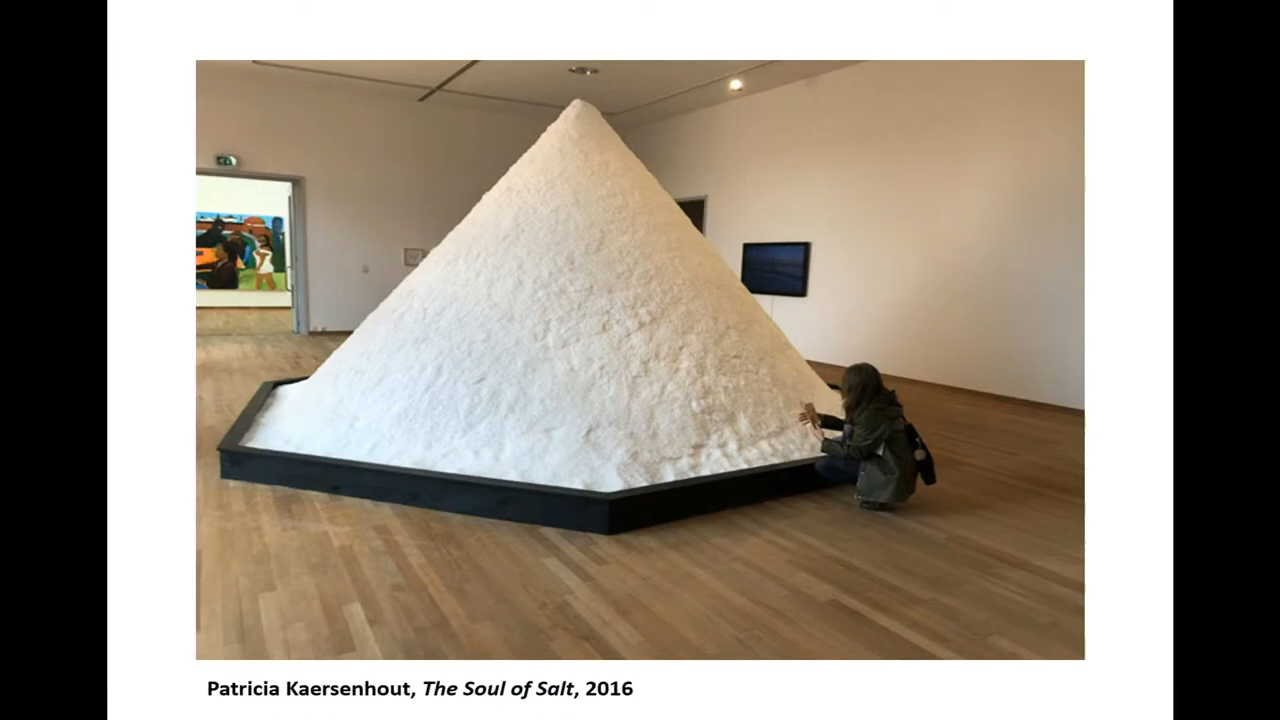 Patricia Kaersenhout, The Soul of Salt, 2016